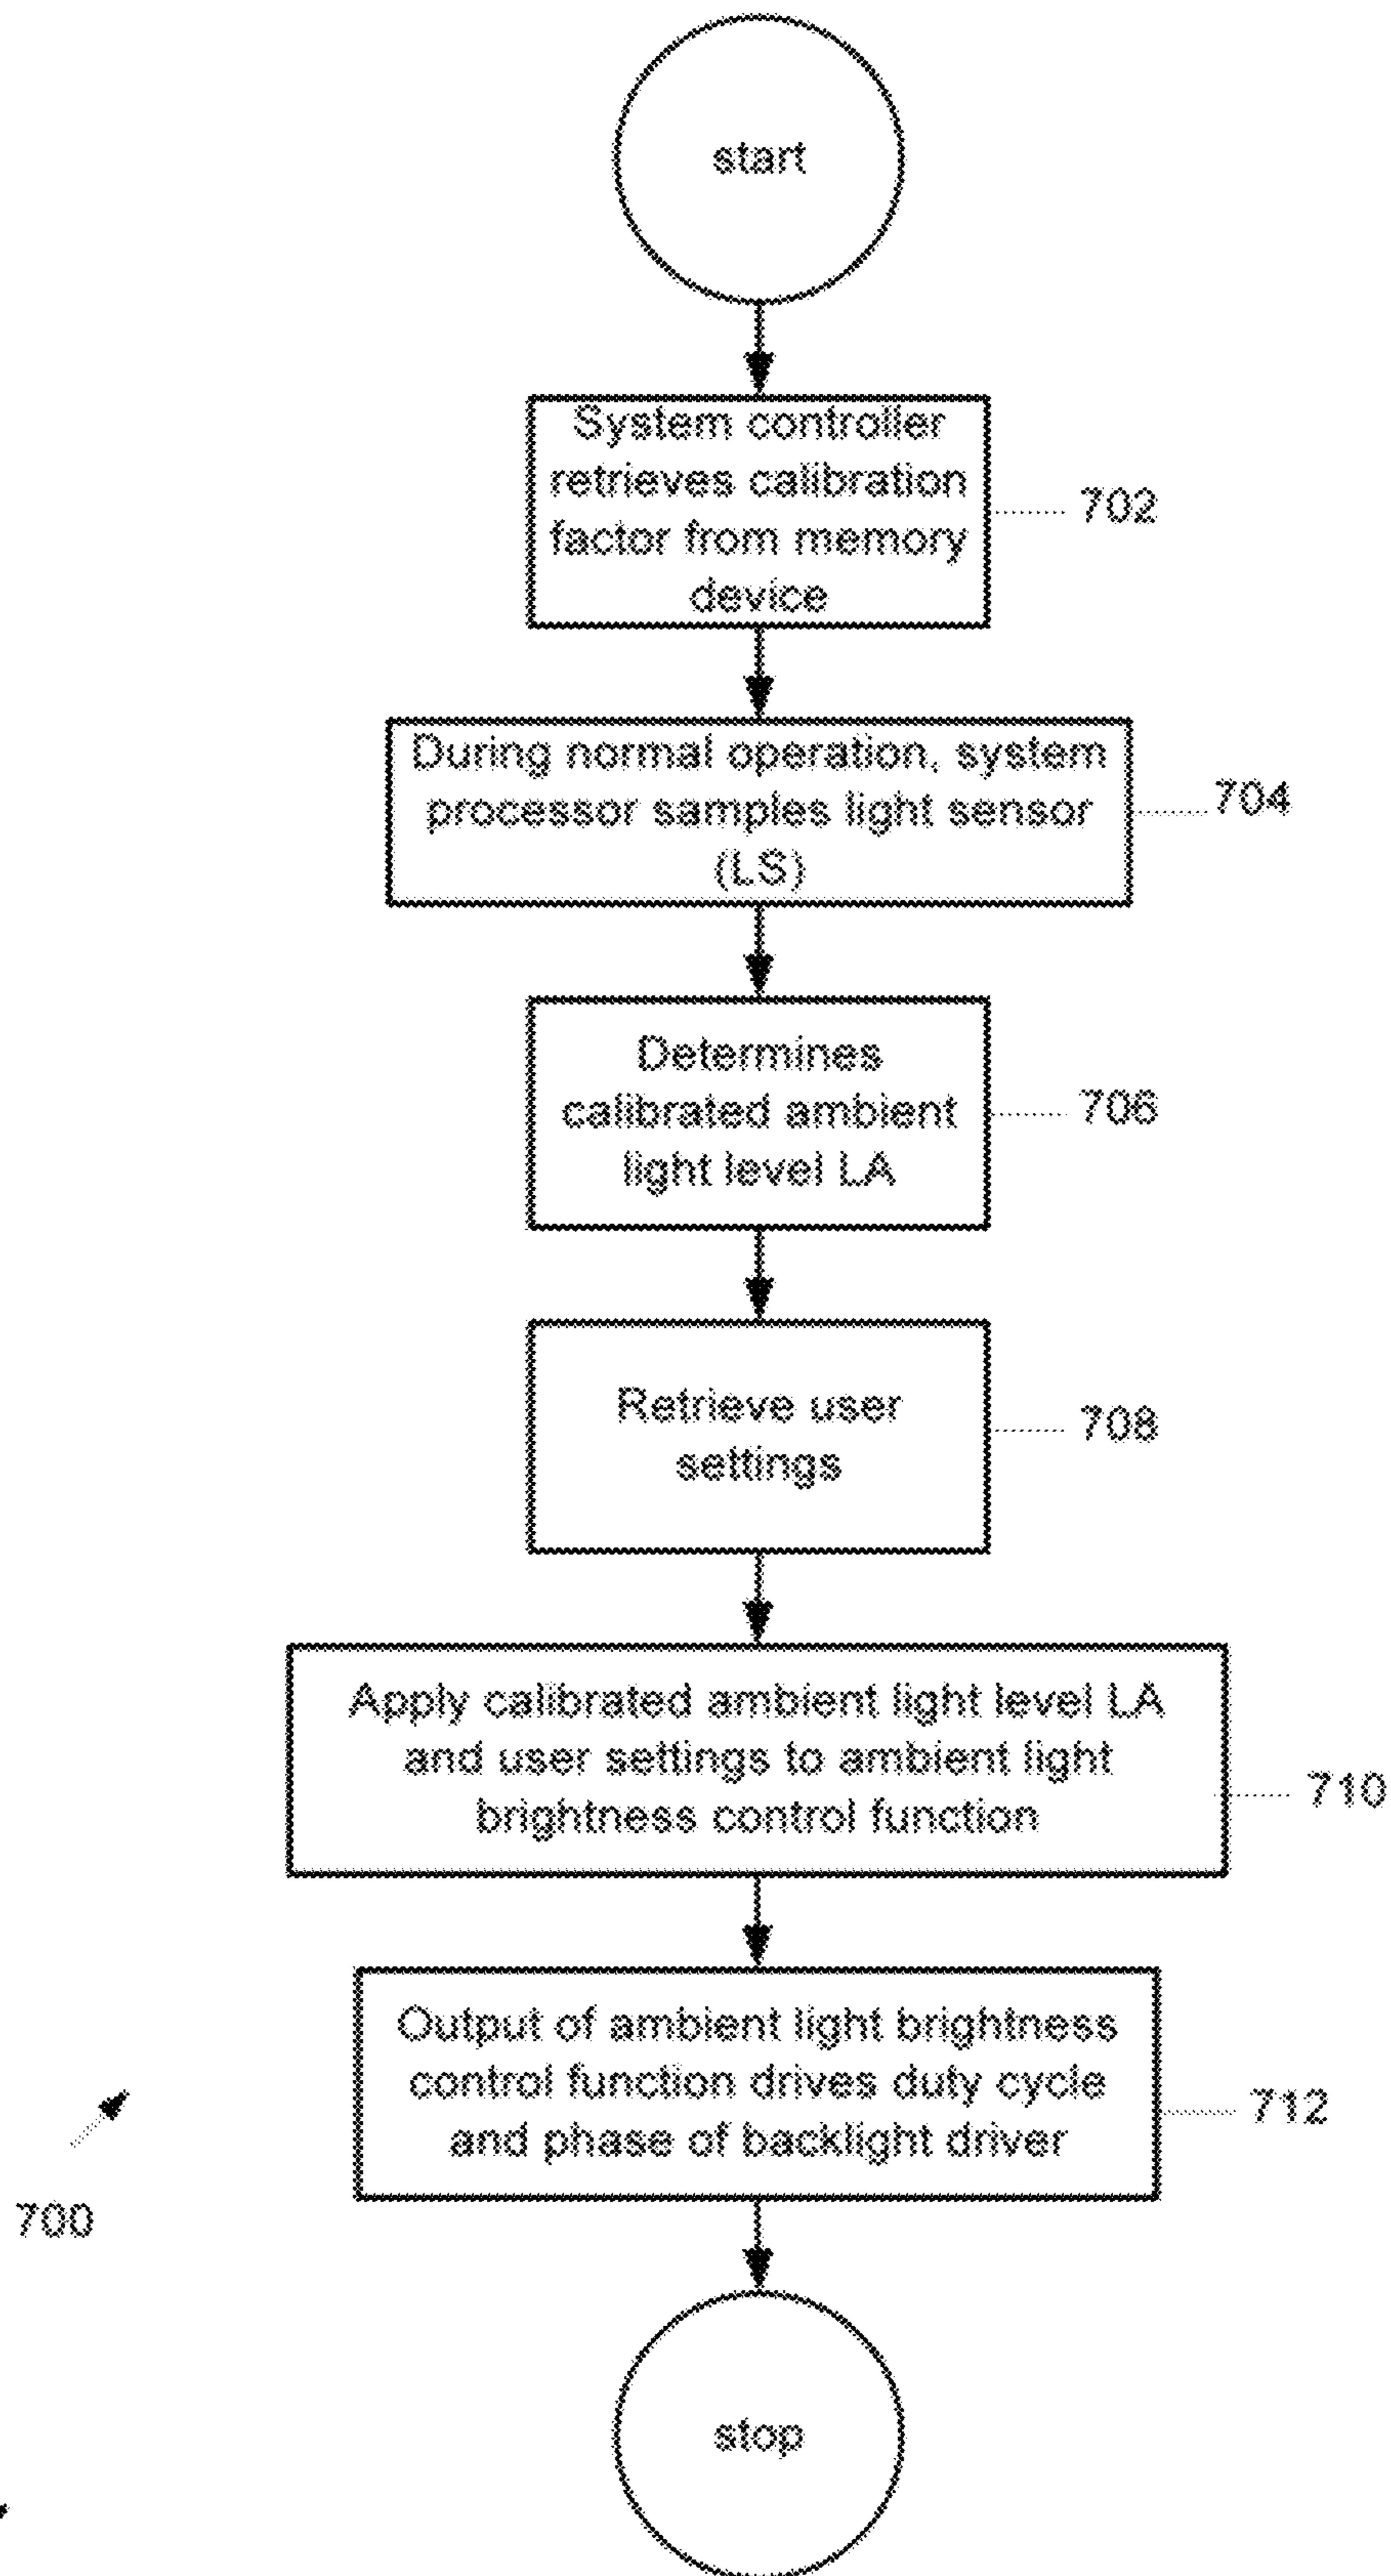 start
System controller
retrieves calibration
factor from memory
device
702
During normal operation, system
processor samples light sensor
(LS)
704
Determines
calibrated ambient
light level LA
706
Retrieve user
settings
708
Apply calibrated ambient light level LA
and user settings to ambient light
brightness control function
710
Output of ambient light brightness
control function drives duty cycle
and phase of backlight driver
712
700
stop